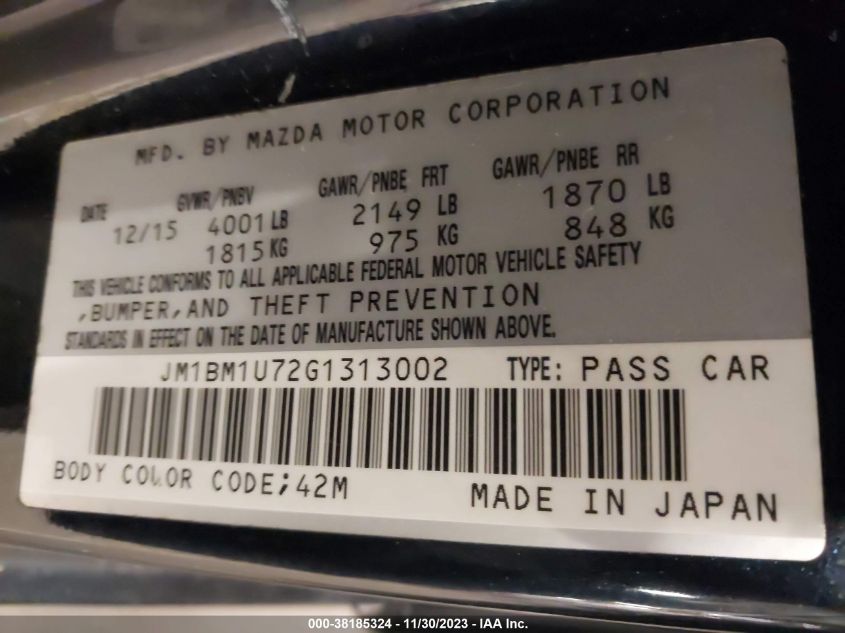 MFD. BY MAZDA MOTOR CORPORATION
DATE GVWR/PNBV GAWR/PNBE FRT GAWR/PNBE RR
12/15 4001 LB 2149 LB 1870 LB
1815 KG 975 KG 848 KG
THIS VEHICLE CONFORMS TO ALL APPLICABLE FEDERAL MOTOR VEHICLE SAFETY
,BUMPER,AND THEFT PREVENTION
STANDARDS IN EFFECT ON THE DATE OF MANUFACTURE SHOWN ABOVE.
JM1BM1U72G1313002 TYPE: PASS CAR
BODY COLOR CODE;42M
MADE IN JAPAN
000-38185324 - 11/30/2023 - IAA Inc.